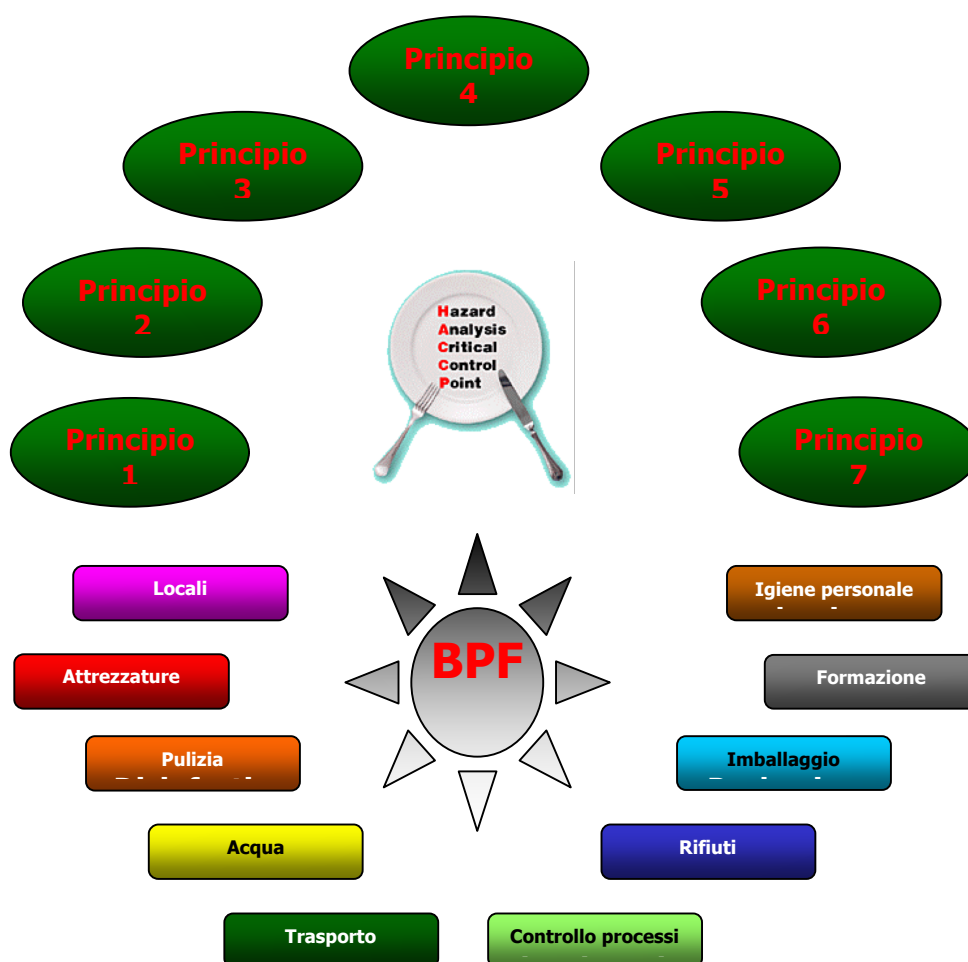 Principio
4
Principio
3
Principio
5
Principio
2
Principio
6
Principio
1
Principio
7
Hazard
Analysis
Critical
Control
Point
BPF
Locali
Igiene personale
Attrezzature
Formazione
Pulizia
Imballaggio
Acqua
Rifiuti
Trasporto
Controllo processi